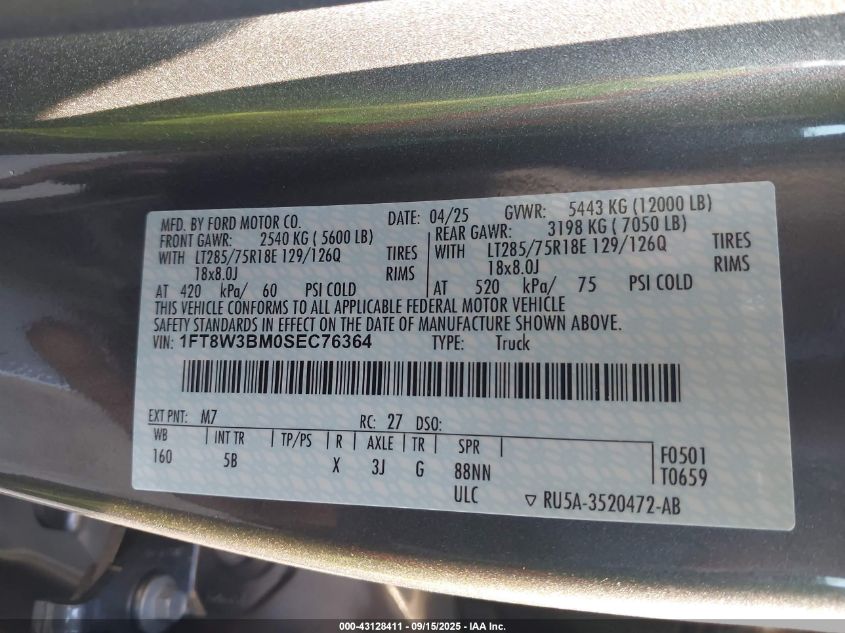 MFD. BY FORD MOTOR CO. DATE: 04/25 GVWR: 5443 KG (12000 LB)
FRONT GAWR: 2540 KG ( 5600 LB) REAR GAWR: 3198 KG ( 7050 LB)
WITH LT285/75R18E 129/126Q TIRES WITH LT285/75R18E 129/126Q TIRES
18x8.0J RIMS 18x8.0J RIMS
AT 420 kPa/ 60 PSI COLD AT 520 kPa/ 75 PSI COLD
THIS VEHICLE CONFORMS TO ALL APPLICABLE FEDERAL MOTOR VEHICLE
SAFETY STANDARDS IN EFFECT ON THE DATE OF MANUFACTURE SHOWN ABOVE.
VIN: 1FT8W3BM0SEC76364 TYPE: Truck
EXT PNT: M7 RC: 27 DSO:
WB INT TR TP/PS R AXLE TR SPR F0501
160 5B X 3J G 88NN T0659
ULC RU5A-3520472-AB
000-43128411 - 09/15/2025 - IAA Inc.